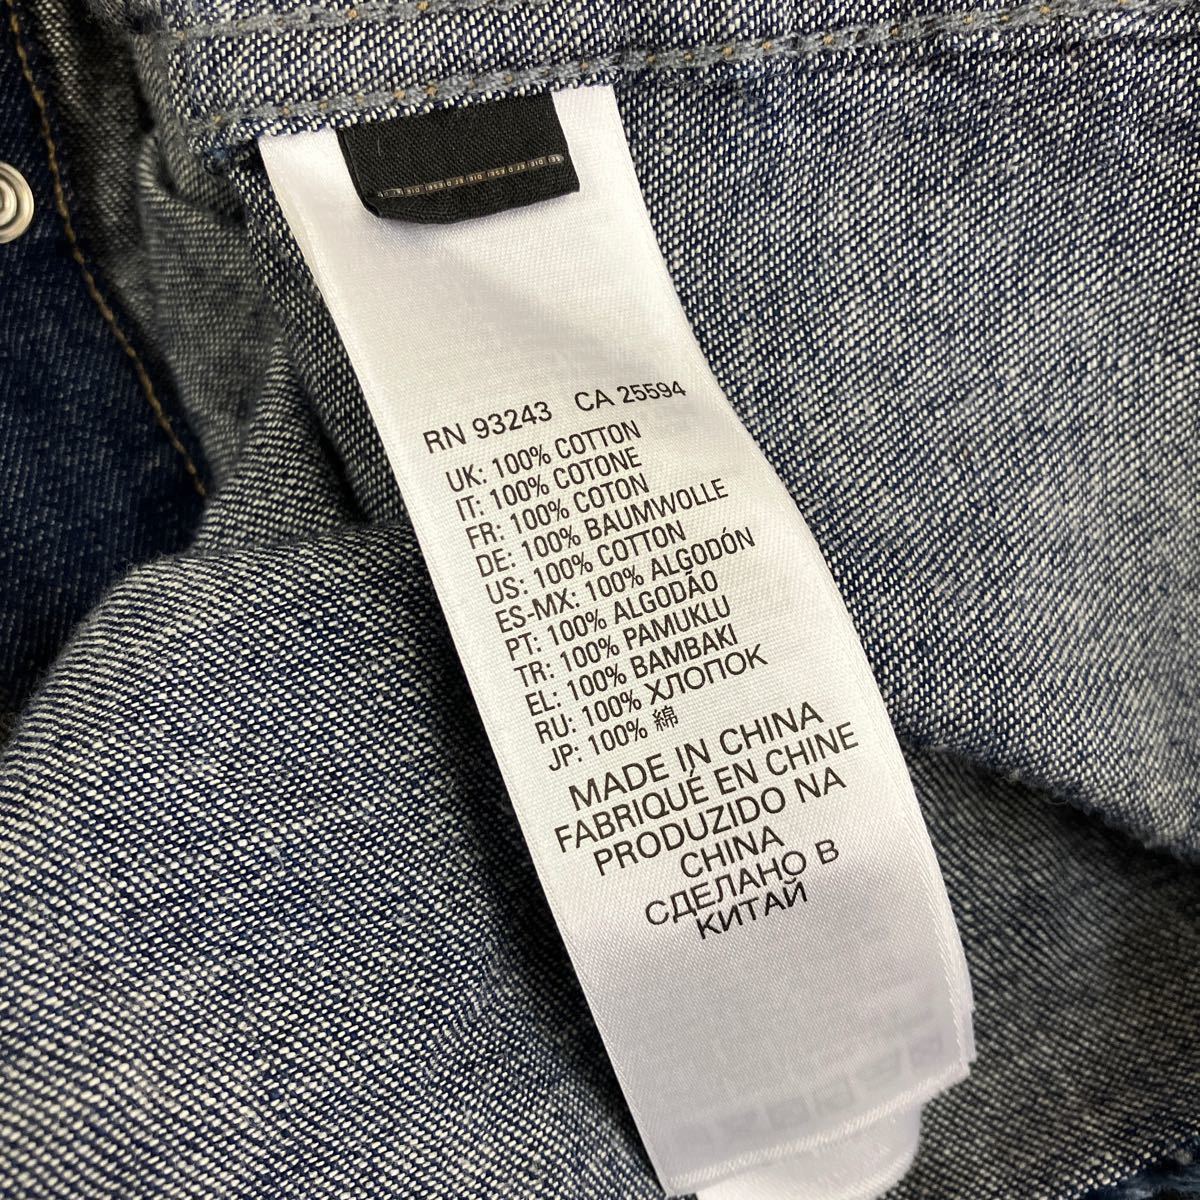 RN 93243 CA 25594
UK: 100% COTTON
IT: 100% COTONE
FR: 100% COTON
DE: 100% BAUMWOLLE
US: 100% COTTON
ES-MX: 100% ALGODÓN
PT: 100% ALGODAO
TR: 100% PAMUKLU
EL: 100% BAMBAKI
RU: 100% ХЛОПОК
JP: 100% 綿
MADE IN CHINA
FABRIQUÉ EN CHINE
PRODUZIDO NA
CHINA
СДЕЛАНО В
КИТАЙ